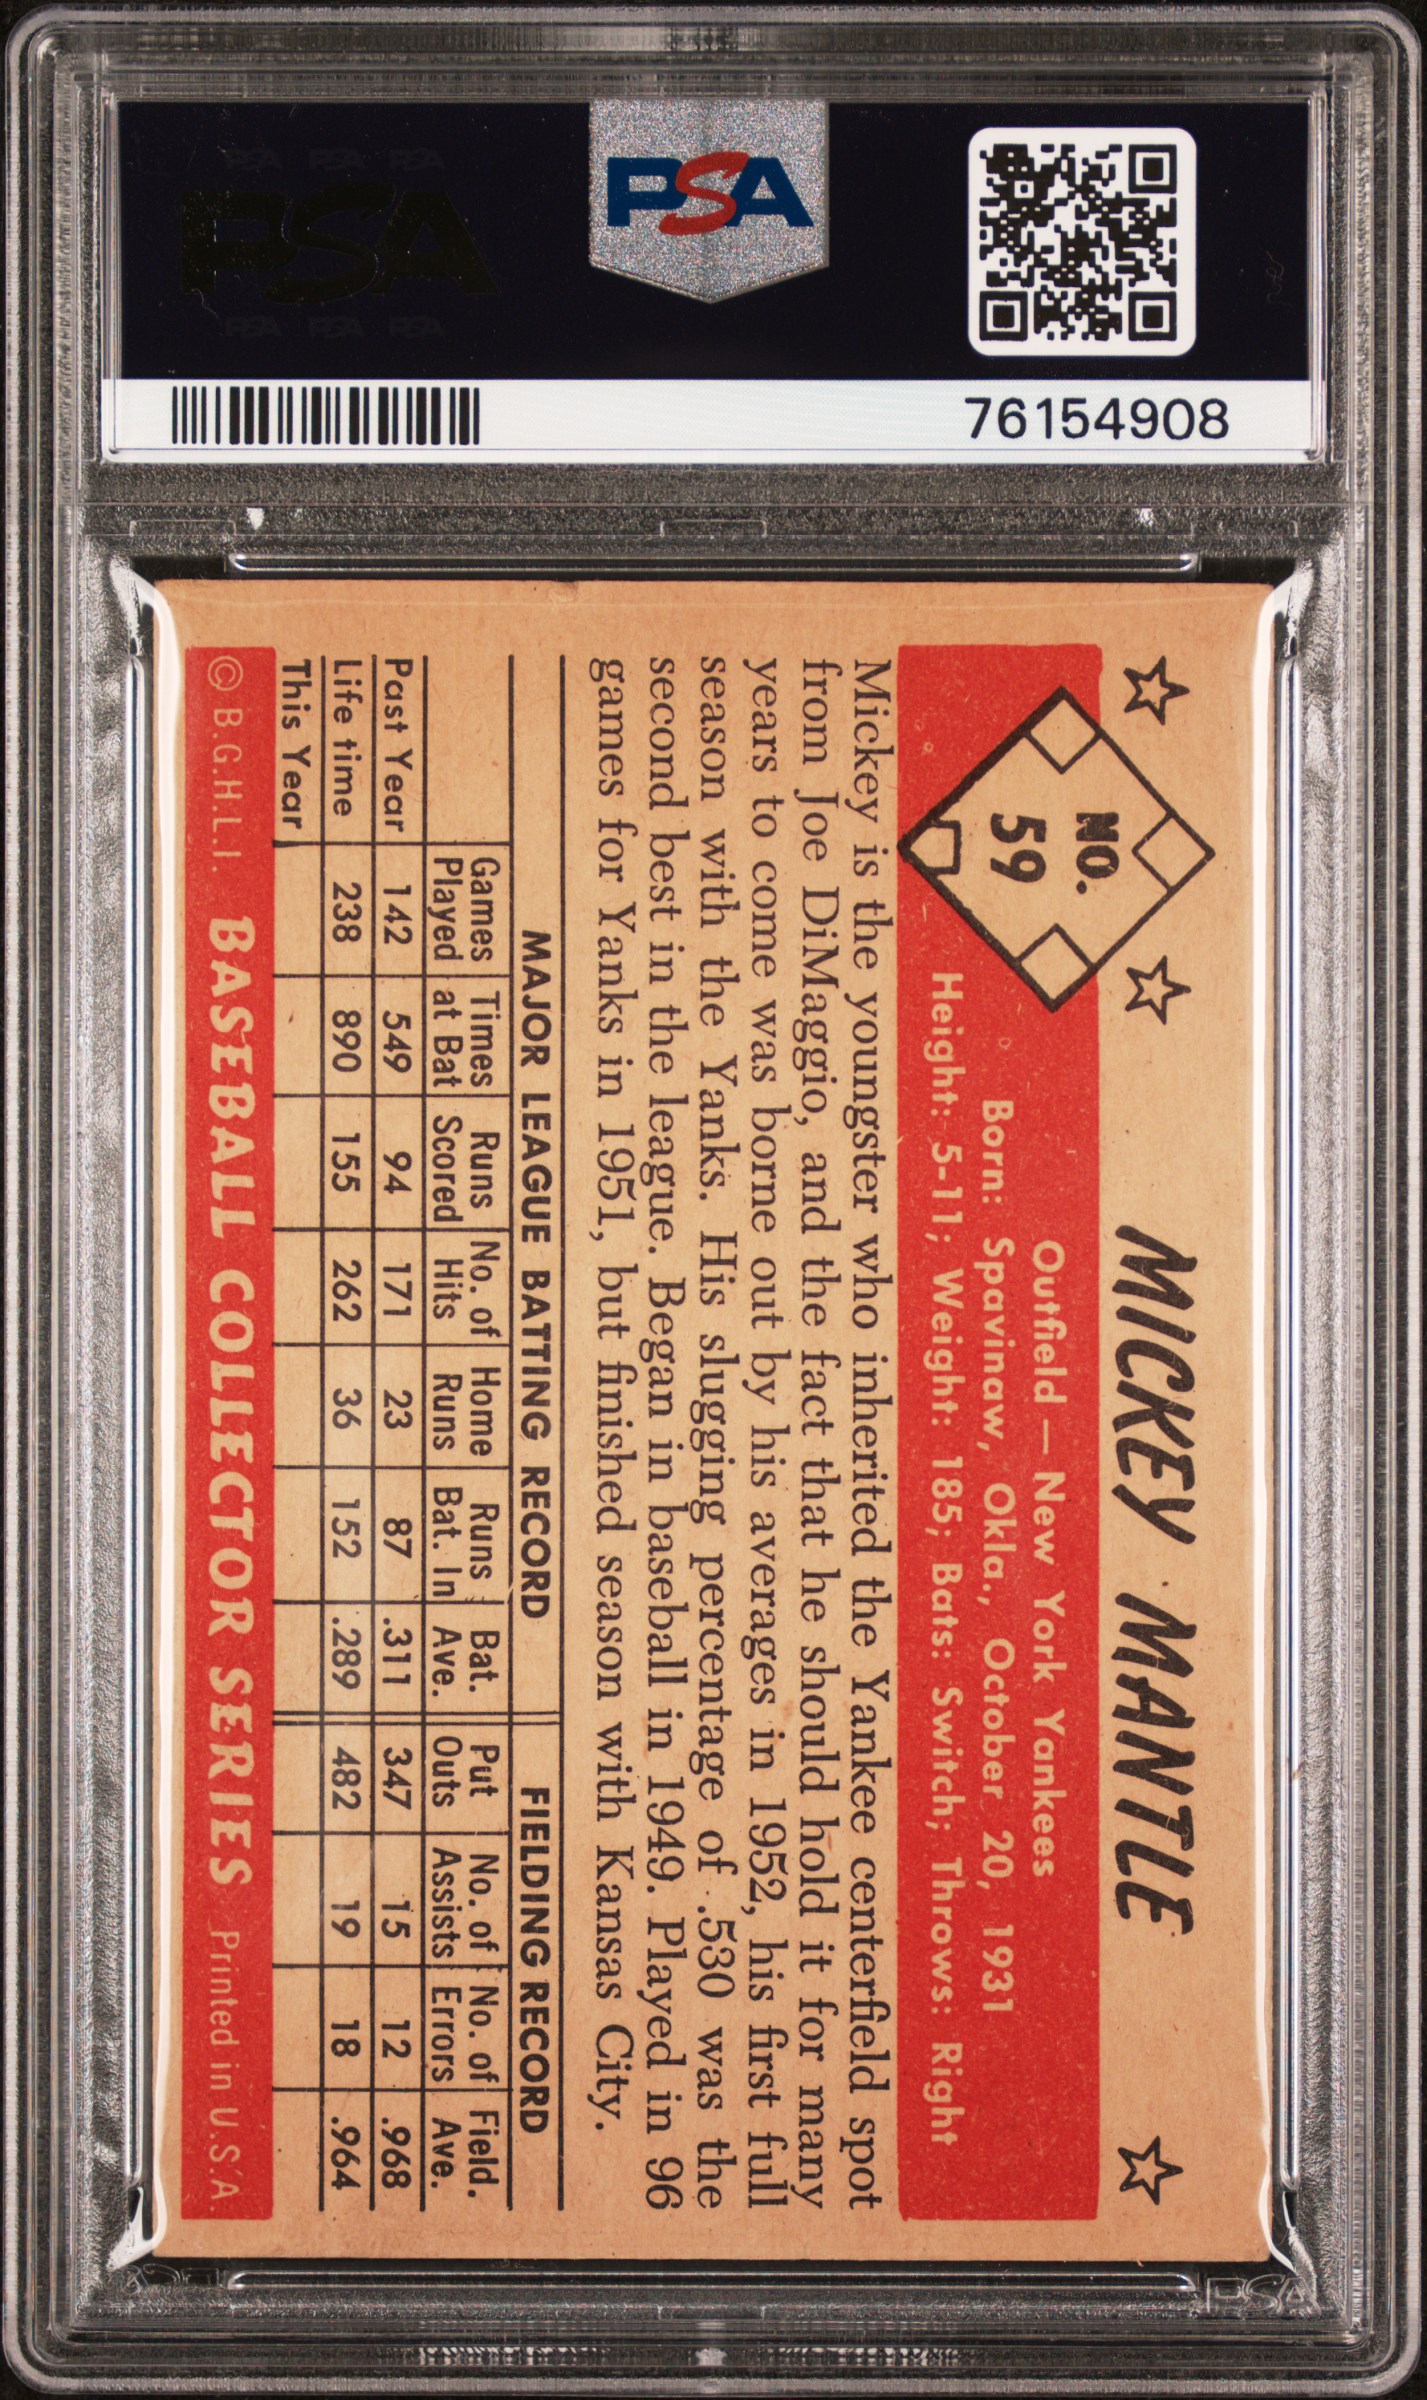 PSA
76154908
MICKEY MANTLE
NO.
59
Outfield — New York Yankees
Born: Spavinaw, Okla., October 20, 1931
Height: 5-11; Weight: 185; Bats: Switch; Throws: Right
Mickey is the youngster who inherited the Yankee centerfield spot
from Joe DiMaggio, and the fact that he should hold it for many
years to come was borne out by his averages in 1952, his first full
season with the Yanks. His slugging percentage of .530 was the
second best in the league. Began in baseball in 1949. Played in 96
games for Yanks in 1951, but finished season with Kansas City.
MAJOR LEAGUE BATTING RECORD FIELDING RECORD
Games Times Runs No. of Home Runs Bat. Put No. of No. of Field.
Played at Bat Scored Hits Runs Bat. In Ave. Outs Assists Errors Ave.
Past Year 142 549 94 171 23 87 .311 347 15 12 .968
Life time 238 890 155 262 36 152 .289 482 19 18 .964
This Year
© B.G.H.L.I. BASEBALL COLLECTOR SERIES Printed in U.S.A.
PSA PSA PSA
PSA
PSA PSA PSA
PSA